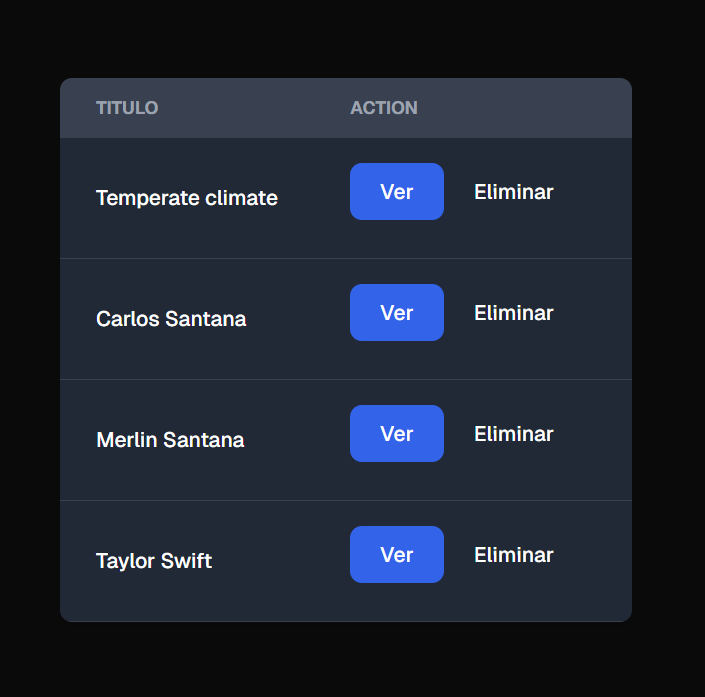 TITULO ACTION
Temperate climate Ver Eliminar
Carlos Santana Ver Eliminar
Merlin Santana Ver Eliminar
Taylor Swift Ver Eliminar